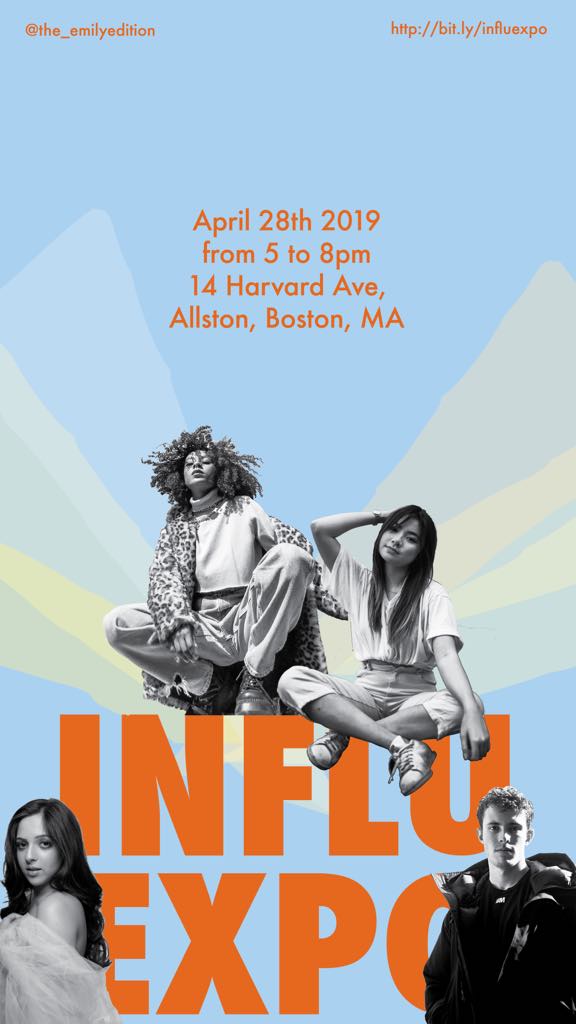 @the_emilyedition
http://bit.ly/influexpo
April 28th 2019
from 5 to 8pm
14 Harvard Ave,
Allston, Boston, MA
INFLU
EXPO